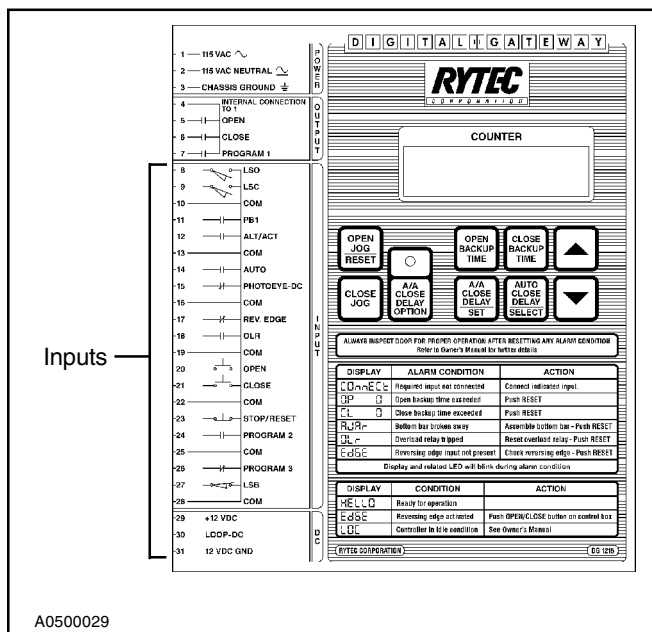 DIGITAL GATEWAY
1 115 VAC
2 115 VAC NEUTRAL
3 CHASSIS GROUND
POWER
4 INTERNAL CONNECTION TO 1
5 OPEN
6 CLOSE
7 PROGRAM 1
OUTPUT
8 LSO
9 LSC
10 COM
11 PB1
12 ALT/ACT
13 COM
14 AUTO
15 PHOTOEYE-DC
16 COM
17 REV. EDGE
18 OLR
19 COM
20 OPEN
21 CLOSE
22 COM
23 STOP/RESET
24 PROGRAM 2
25 COM
26 PROGRAM 3
27 LSB
28 COM
INPUT
29 +12 VDC
30 LOOP-DC
31 12 VDC GND
DC
Inputs
RYTEC
CORPORATION
COUNTER
OPEN JOG RESET
OPEN BACKUP TIME
CLOSE BACKUP TIME
CLOSE JOG
A/A CLOSE DELAY OPTION
A/A CLOSE DELAY SET
AUTO CLOSE DELAY SELECT
ALWAYS INSPECT DOOR FOR PROPER OPERATION AFTER RESETTING ANY ALARM CONDITION
Refer to Owner's Manual for further details
DISPLAY ALARM CONDITION ACTION
COnnECt Required input not connected Connect indicated input.
OP 0 Open backup time exceeded Push RESET
CL 0 Close backup time exceeded Push RESET
AJAr Bottom bar broken away Assemble bottom bar - Push RESET
OLr Overload relay tripped Reset overload relay - Push RESET
EdGE Reversing edge input not present Check reversing edge - Push RESET
Display and related LED will blink during alarm condition
DISPLAY CONDITION ACTION
HELLO Ready for operation
EdGE Reversing edge activated Push OPEN/CLOSE button on control box
LOC Controller in Idle condition See Owner's Manual
RYTEC CORPORATION DG 1215
A0500029